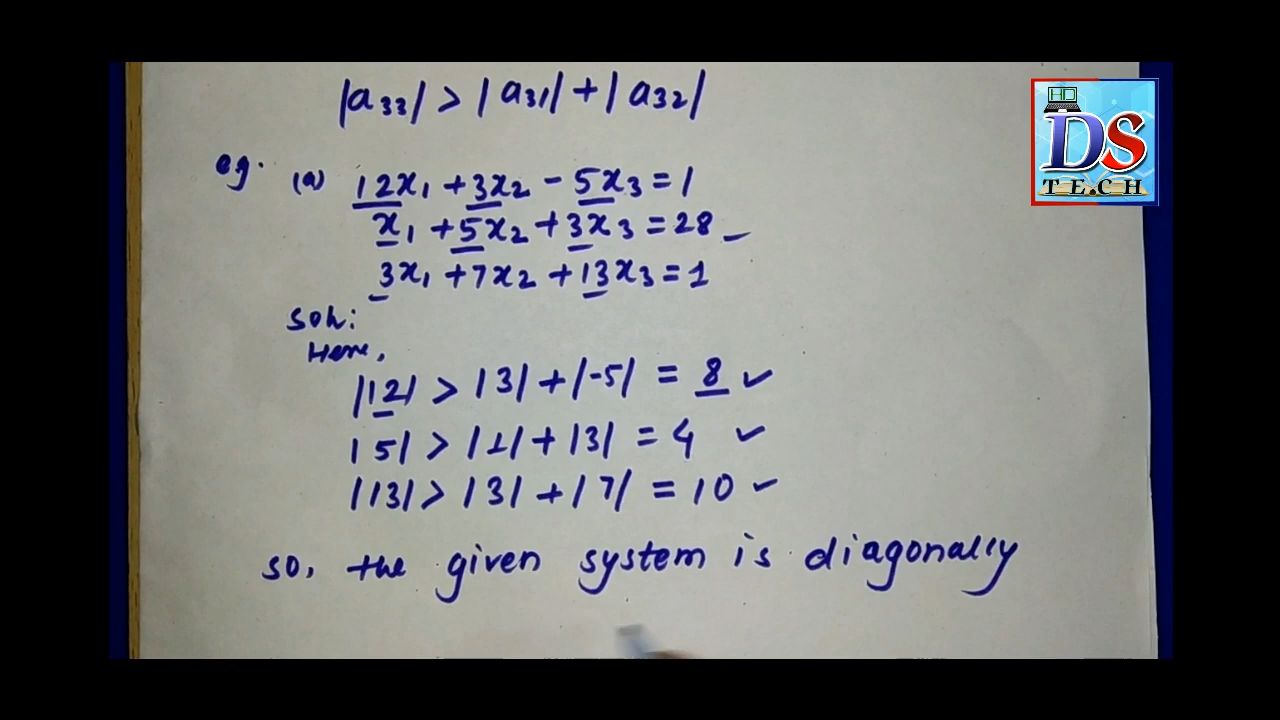 |a₃₃| > |a₃₁| + |a₃₂|
eg. (a) 12x₁ + 3x₂ - 5x₃ = 1
x₁ + 5x₂ + 3x₃ = 28
3x₁ + 7x₂ + 13x₃ = 1
Soln:
Here,
|12| > |3| + |-5| = 8 ✓
|5| > |1| + |3| = 4 ✓
|13| > |3| + |7| = 10 ✓
so, the given system is diagonally
HD
DS
TECH